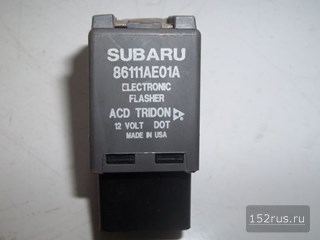 SUBARU
86111AE01A
ELECTRONIC
FLASHER
ACD TRIDON
12 VOLT DOT
MADE IN USA
152rus.ru